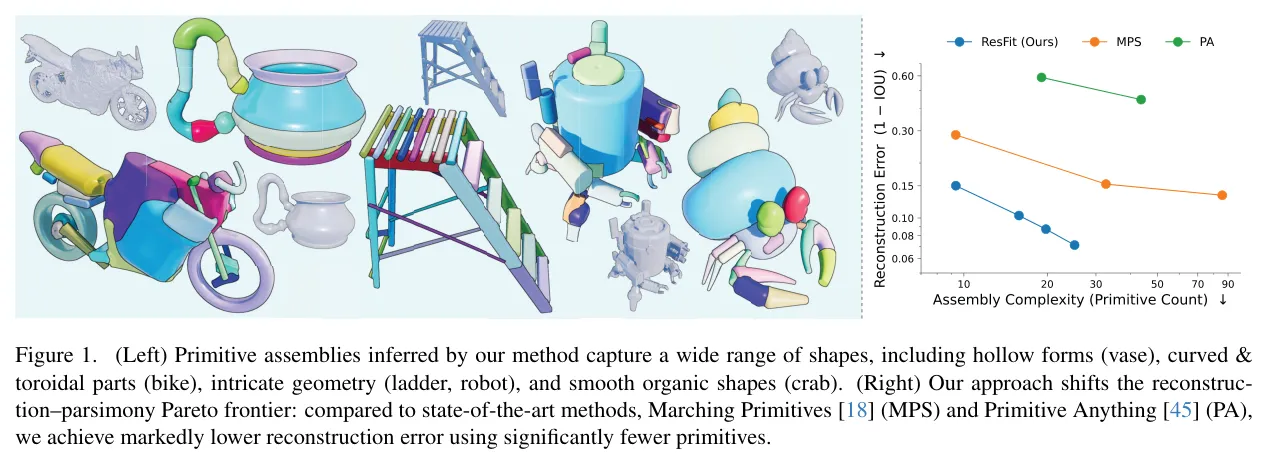 ResFit (Ours) MPS PA
Reconstruction Error (1 − IOU) ↓
0.60
0.30
0.15
0.10
0.08
0.06
10 20 30 50 70 90
Assembly Complexity (Primitive Count) ↓
Figure 1. (Left) Primitive assemblies inferred by our method capture a wide range of shapes, including hollow forms (vase), curved &
toroidal parts (bike), intricate geometry (ladder, robot), and smooth organic shapes (crab). (Right) Our approach shifts the reconstruc-
tion–parsimony Pareto frontier: compared to state-of-the-art methods, Marching Primitives [18] (MPS) and Primitive Anything [45] (PA),
we achieve markedly lower reconstruction error using significantly fewer primitives.